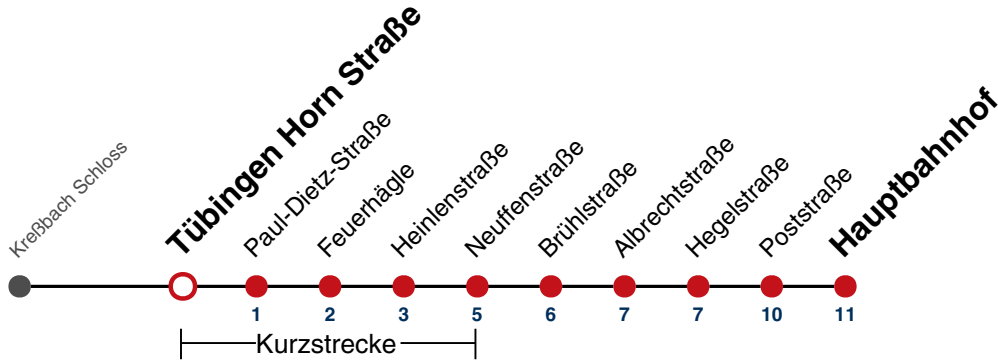 Kreßbach Schloss
Tübingen Horn Straße
Paul-Dietz-Straße
Feuerhägle
Heinlenstraße
Neuffenstraße
Brühlstraße
Albrechtstraße
Hegelstraße
Poststraße
Hauptbahnhof
1 2 3 5 6 7 7 10 11
Kurzstrecke